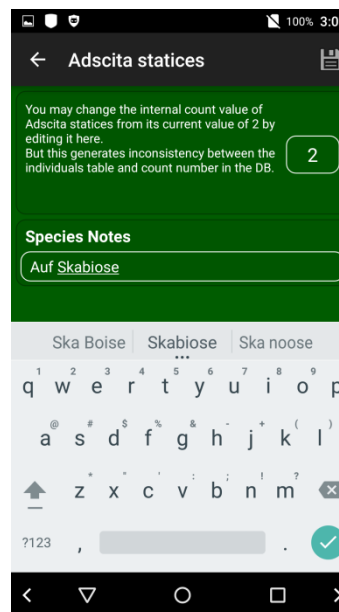 100% 3:0
Adscita statices
You may change the internal count value of
Adscita statices from its current value of 2 by
editing it here.
But this generates inconsistency between the
individuals table and count number in the DB.
2
Species Notes
Auf Skabiose
Ska Boise Skabiose Ska noose
1 2 3 4 5 6 7 8 9
q w e r t y u i o p
@ # $ % & - + ( )
a s d f g h j k l
* " ' : ; ! ?
z x c v b n m
?123 , .